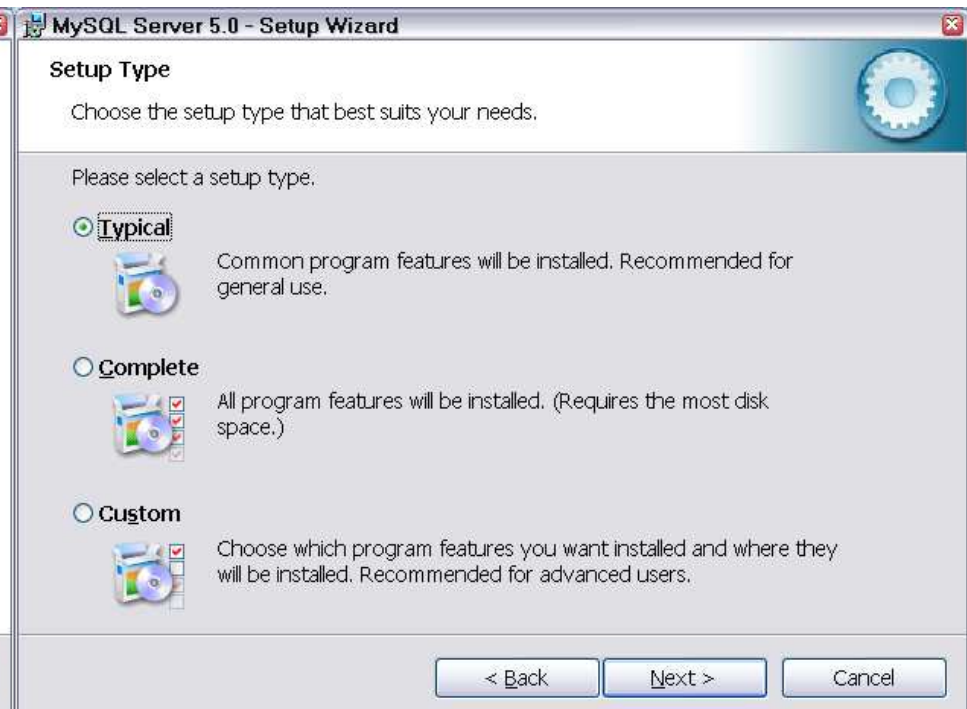 MySQL Server 5.0 - Setup Wizard
Setup Type
Choose the setup type that best suits your needs.
Please select a setup type.
Typical
Common program features will be installed. Recommended for
general use.
Complete
All program features will be installed. (Requires the most disk
space.)
Custom
Choose which program features you want installed and where they
will be installed. Recommended for advanced users.
< Back
Next >
Cancel